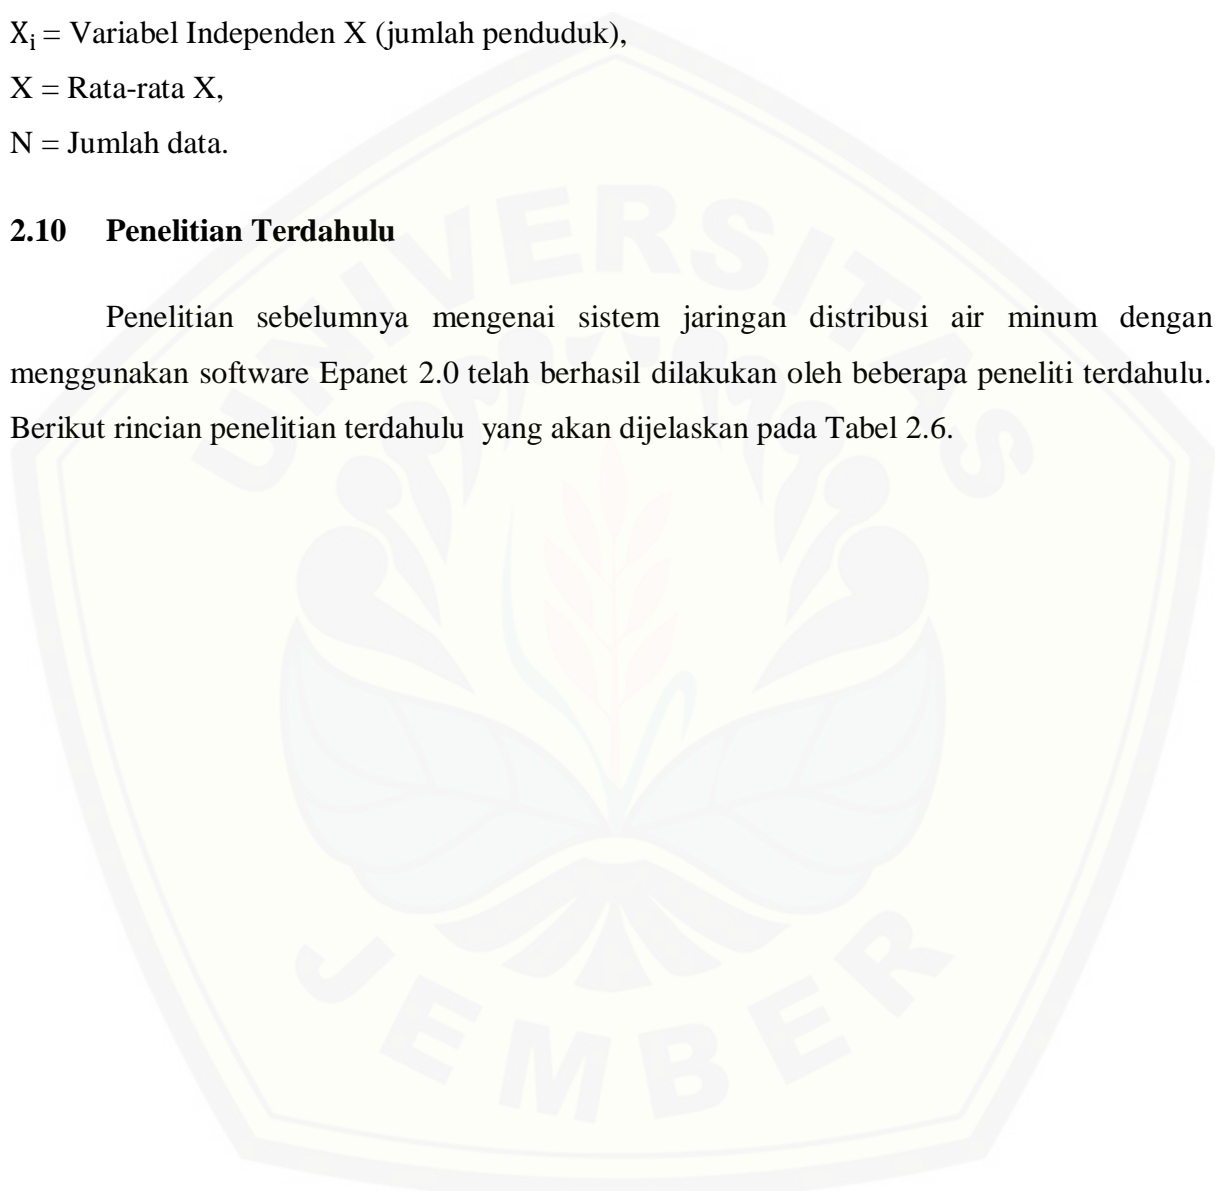 Xᵢ = Variabel Independen X (jumlah penduduk),
X = Rata-rata X,
N = Jumlah data.
2.10 Penelitian Terdahulu
Penelitian sebelumnya mengenai sistem jaringan distribusi air minum dengan
menggunakan software Epanet 2.0 telah berhasil dilakukan oleh beberapa peneliti terdahulu.
Berikut rincian penelitian terdahulu yang akan dijelaskan pada Tabel 2.6.
UNIVERSITAS
JEMBER